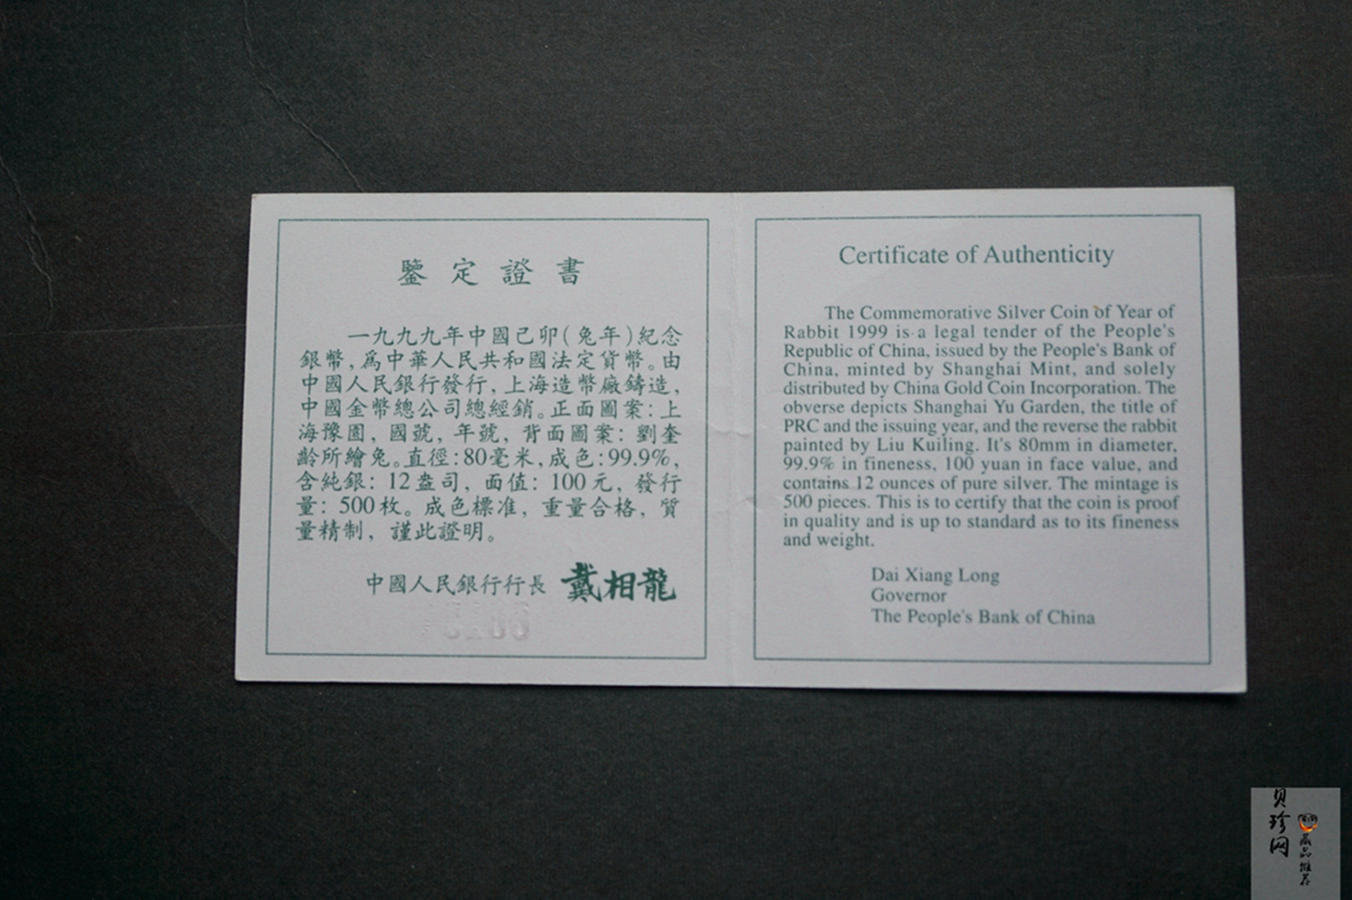 鑒定證書
一九九九年中國己卯(兔年)紀念
銀幣,爲中華人民共和國法定貨幣。由
中國人民銀行發行,上海造幣廠鑄造,
中國金幣總公司總經銷。正面圖案:上
海豫園,國號,年號,背面圖案:劉奎
齡所繪兔。直徑:80毫米,成色:99.9%,
含純銀:12盎司,面值:100元,發行
量:500枚。成色標准,重量合格,質
量精制,謹此證明。
中國人民銀行行長 戴相龍
Certificate of Authenticity
The Commemorative Silver Coin of Year of
Rabbit 1999 is a legal tender of the People's
Republic of China, issued by the People's Bank of
China, minted by Shanghai Mint, and solely
distributed by China Gold Coin Incorporation. The
obverse depicts Shanghai Yu Garden, the title of
PRC and the issuing year, and the reverse the rabbit
painted by Liu Kuiling. It's 80mm in diameter,
99.9% in fineness, 100 yuan in face value, and
contains 12 ounces of pure silver. The mintage is
500 pieces. This is to certify that the coin is proof
in quality and is up to standard as to its fineness
and weight.
Dai Xiang Long
Governor
The People's Bank of China
贝珍网
藏品推荐